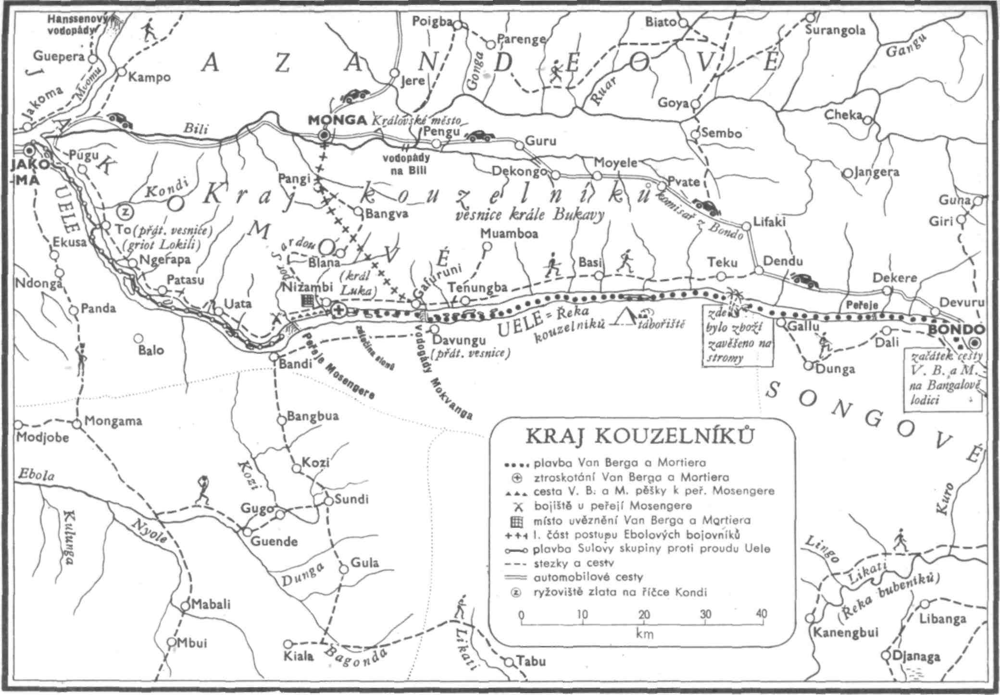 Hanssenovy
vodopády
Guepera
Kampo
Mvomu
Jakoma
Poigba
Parenge
Gonga
Jere
Biato
Surangola
Gangu
A Z A N D E O V É
Ruar
Goya
Cheka
Sembo
Bili
MONGA Královské město
Pengu
Guru
vodopády
na Bili
Dekongo
Moyele
Pvate
Jangera
Guna
Giri
JAKO
-MA
Pugu
Kondi
Z
UELE
J A K O M O V É
Pangi
Bangva
Kraj kouzelníků
vesnice krále Bukavy
komisař z Bondo
Lifaki
Muamboa
To (přát. vesnice)
(griot Lokili)
Ekusa
Ngerapa
Patasu
Ndonga
Panda
Uata
Balo
Sardou
Blana
(král
Luka)
Nizambi
Gafuruni
Tenungba
Basi
Teku
Dendu
Dekere
Devuru
Peřeje
BONDO
UELE = Řeka
kouzelníků
tábořiště
zde
bylo zboží
zavěšeno na
stromy
Gallu
Dali
Dunga
začátek cesty
V. B. a M.
na Bangalově
lodici
Davungu
(přát. vesnice)
Bandi
Peřeje Mosengere
zdechlina slonů
vodopády Mokvanga
SONGOVÉ
Mongama
Modjobe
Bangbua
Kozi
Kozi
Sundi
Gugo
Guende
Ebola
Kulunga
Nyole
Dunga
Gula
Mabali
Mbui
Kiala
Bagonda
Likati
Tabu
Kuro
Lingo
Likati
(Řeka bubeníků)
Kanengbui
Libanga
Djanaga
KRAJ KOUZELNÍKŮ
plavba Van Berga a Mortiera
ztroskotání Van Berga a Mortiera
cesta V. B. a M. pěšky k peř. Mosengere
bojiště u peřejí Mosengere
místo uvěznění Van Berga a Mortiera
I. část postupu Ebolových bojovníků
plavba Sulovy skupiny proti proudu Uele
stezky a cesty
automobilové cesty
z ryžoviště zlata na říčce Kondi
0 10 20 30 40
km